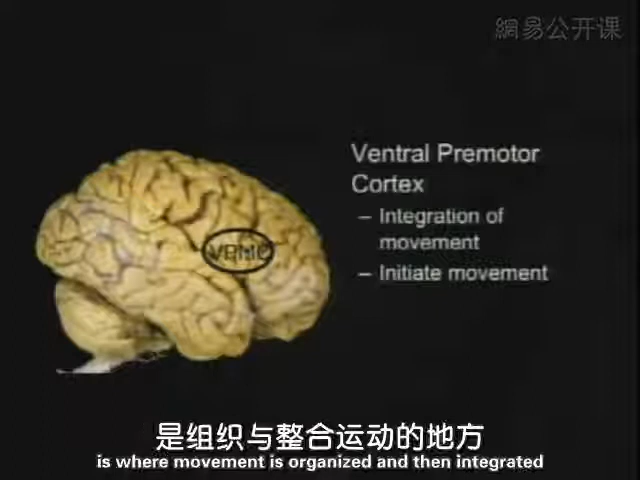 網易公开课
Ventral Premotor
Cortex
– Integration of
movement
– Initiate movement
VPMC
是组织与整合运动的地方
is where movement is organized and then integrated